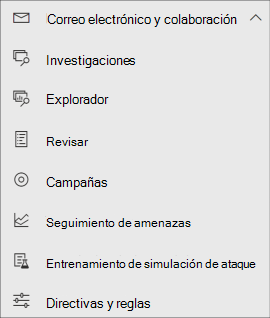 Correo electrónico y colaboración
Investigaciones
Explorador
Revisar
Campañas
Seguimiento de amenazas
Entrenamiento de simulación de ataque
Directivas y reglas